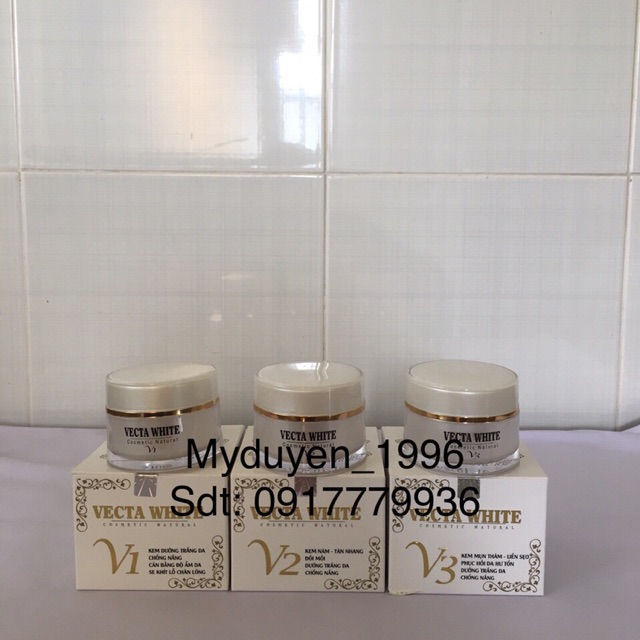 VECTA WHITE
Cosmetic Natural
V1
VECTA WHITE
Cosmetic Natural
VECTA WHITE
Cosmetic Natural
Myduyen_1996
Sdt: 0917779936
VECTA WHITE
COSMETIC NATURAL
V1
KEM DƯỠNG TRẮNG DA
CHỐNG NẮNG
CÂN BẰNG ĐỘ ẨM DA
SE KHÍT LỖ CHÂN LÔNG
VECTA WHITE
COSMETIC NATURAL
V2
KEM NÁM - TÀN NHANG
ĐỒI MỒI
DƯỠNG TRẮNG DA
CHỐNG NẮNG
VECTA WHITE
COSMETIC NATURAL
V3
KEM MỤN THÂM - LIỀN SẸO
PHỤC HỒI DA HƯ TỔN
DƯỠNG TRẮNG DA
CHỐNG NẮNG